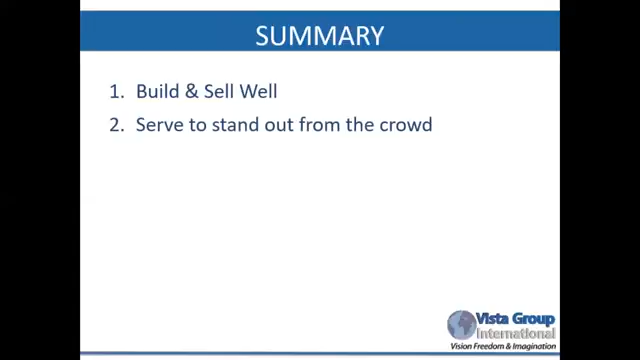 SUMMARY
1. Build & Sell Well
2. Serve to stand out from the crowd
Vista Group
International
Vision Freedom & Imagination